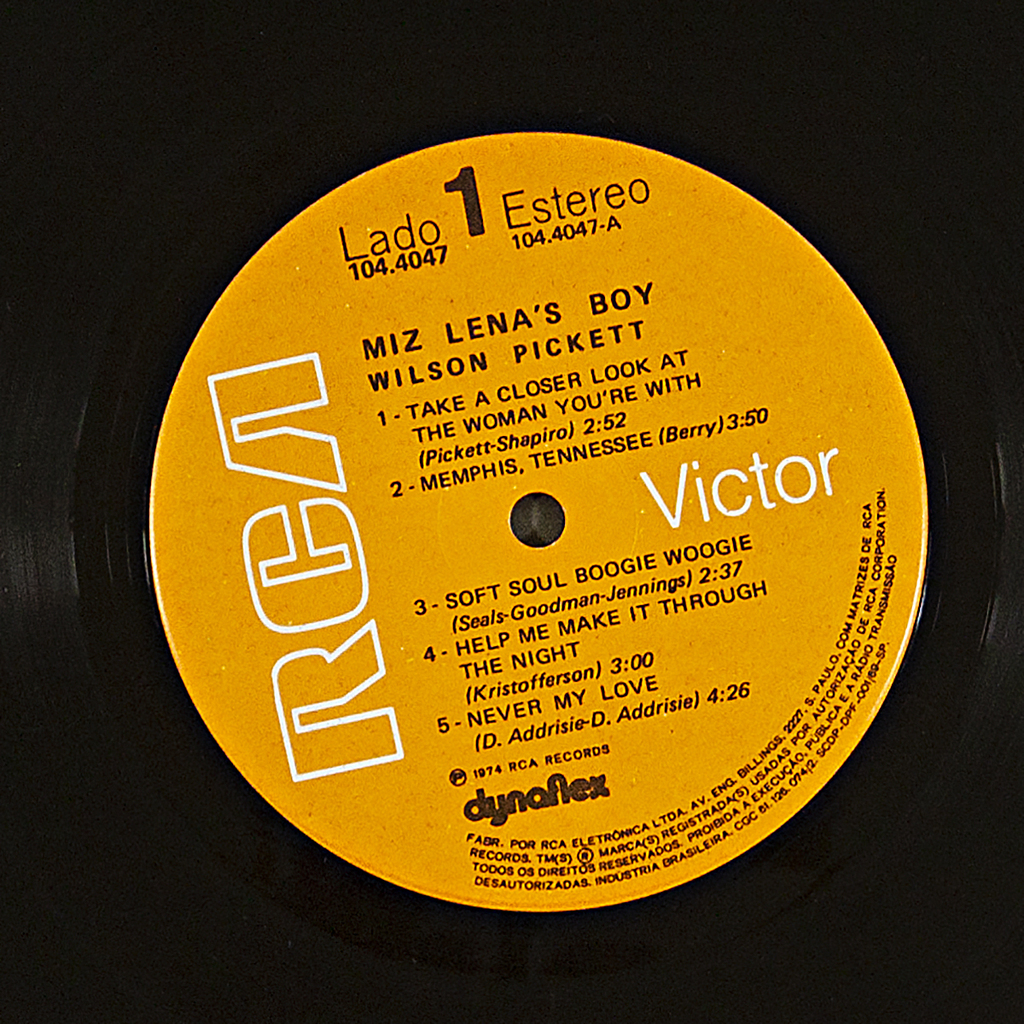 Lado 1 Estereo
104.4047 104.4047-A
MIZ LENA'S BOY
WILSON PICKETT
1 - TAKE A CLOSER LOOK AT
THE WOMAN YOU'RE WITH
(Pickett-Shapiro) 2:52
2 - MEMPHIS, TENNESSEE (Berry) 3:50
RCA
Victor
3 - SOFT SOUL BOOGIE WOOGIE
(Seals-Goodman-Jennings) 2:37
4 - HELP ME MAKE IT THROUGH
THE NIGHT
(Kristofferson) 3:00
5 - NEVER MY LOVE
(D. Addrisie-D. Addrisie) 4:26
℗ 1974 RCA RECORDS
dynaflex
FABR. POR RCA ELETRÔNICA LTDA. AV. ENG. BILLINGS, 2227, S. PAULO, COM MATRIZES DE RCA
RECORDS. TM(S) ® MARCA(S) REGISTRADA(S) USADAS POR AUTORIZAÇÃO DE RCA CORPORATION.
TODOS OS DIREITOS RESERVADOS. PROIBIDA A EXECUÇÃO, PUBLICA E A RÁDIO TRANSMISSÃO
DESAUTORIZADAS. INDÚSTRIA BRASILEIRA. CGC 61. 126. 074/2. SCDP-DPF-001/69-SP.